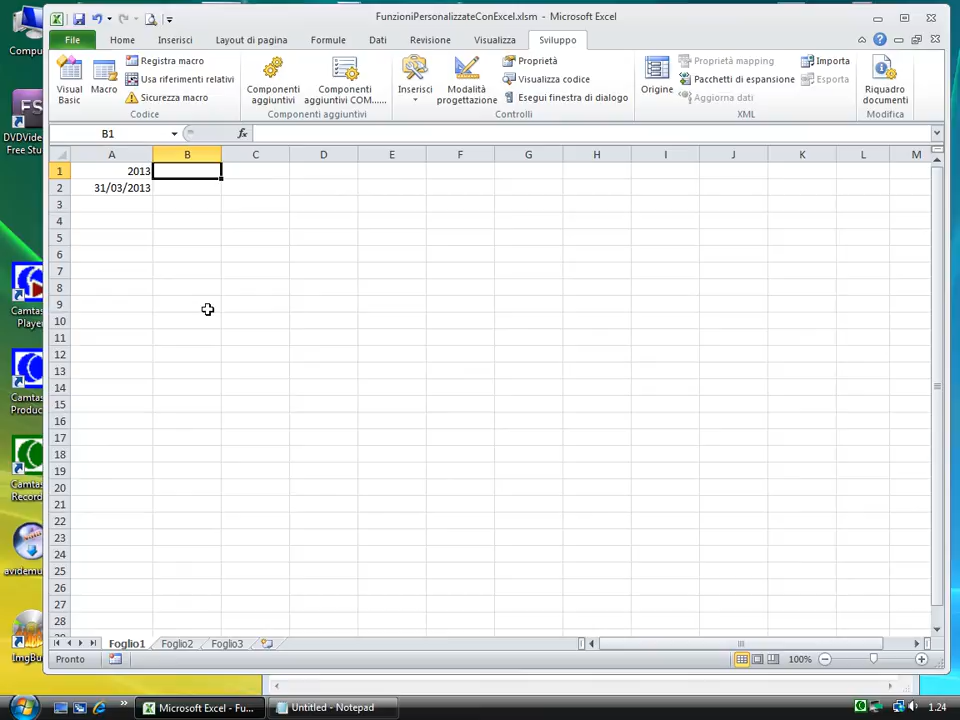 FunzioniPersonalizzateConExcel.xlsm - Microsoft Excel
File Home Inserisci Layout di pagina Formule Dati Revisione Visualizza Sviluppo
Visual Basic
Macro
Registra macro
Usa riferimenti relativi
Sicurezza macro
Codice
Componenti aggiuntivi
Componenti aggiuntivi COM...
Componenti aggiuntivi
Inserisci
Modalità progettazione
Proprietà
Visualizza codice
Esegui finestra di dialogo
Controlli
Origine
Proprietà mapping
Pacchetti di espansione
Aggiorna dati
Importa
Esporta
XML
Riquadro documenti
Modifica
B1 fx
A B C D E F G H I J K L M
1 2013
2 31/03/2013
3
4
5
6
7
8
9
10
11
12
13
14
15
16
17
18
19
20
21
22
23
24
25
26
27
28
Foglio1 Foglio2 Foglio3
Pronto 100%
Compu
DVDVide
Free Stu
Camtas
Player
Camtas
Produc
Camtas
Record
avidemu
ImgBu
Microsoft Excel - Fu...
Untitled - Notepad
1.24